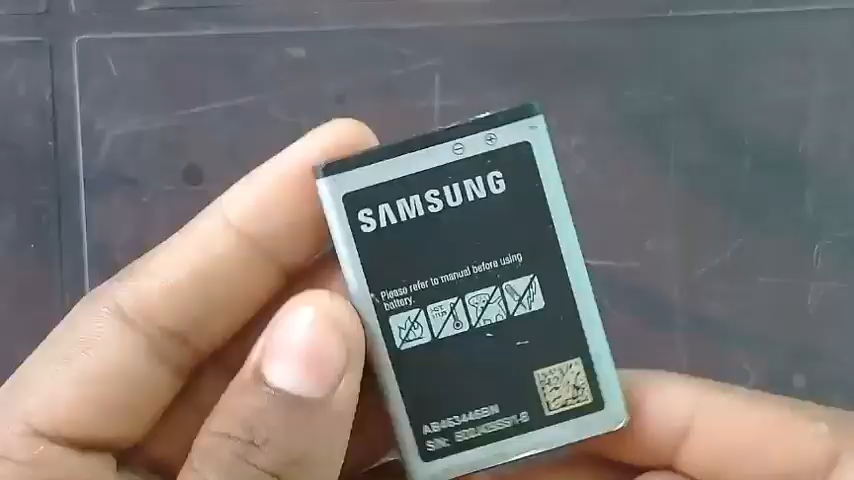 SAMSUNG
Please refer to manual before using
battery.
AB463446BN
S/N: